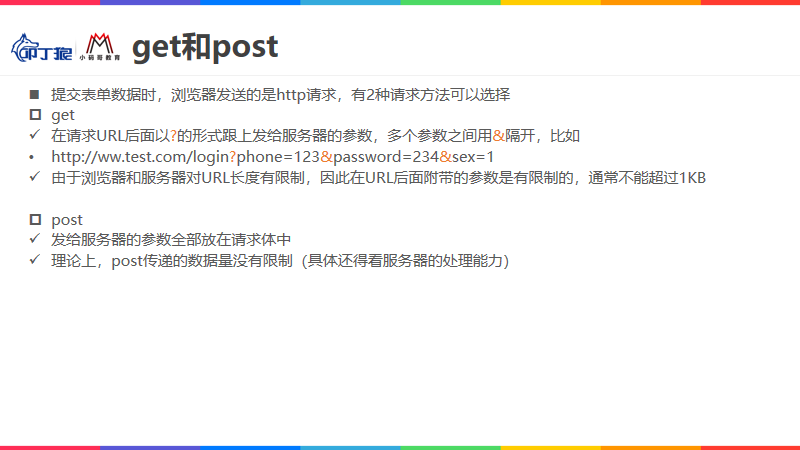 叩丁狼
小码哥教育
get和post
■ 提交表单数据时，浏览器发送的是http请求，有2种请求方法可以选择
get
✓ 在请求URL后面以?的形式跟上发给服务器的参数，多个参数之间用&隔开，比如
• http://ww.test.com/login?phone=123&password=234&sex=1
✓ 由于浏览器和服务器对URL长度有限制，因此在URL后面附带的参数是有限制的，通常不能超过1KB
post
✓ 发给服务器的参数全部放在请求体中
✓ 理论上，post传递的数据量没有限制（具体还得看服务器的处理能力）